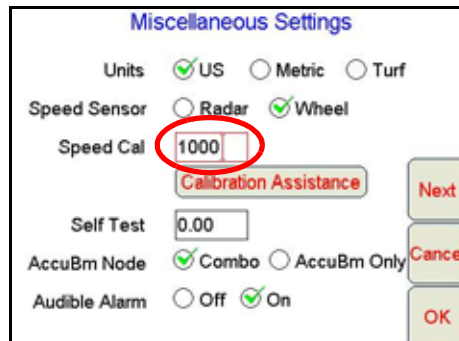 Miscellaneous Settings
Units US Metric Turf
Speed Sensor Radar Wheel
Speed Cal 1000
Calibration Assistance
Next
Self Test 0.00
AccuBm Node Combo AccuBm Only
Cance
Audible Alarm Off On
OK